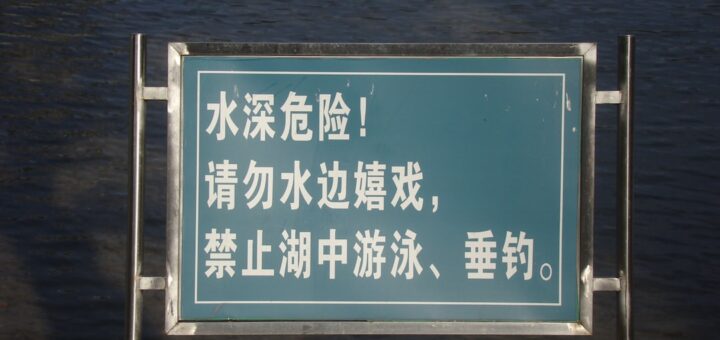 水深危险！
请勿水边嬉戏，
禁止湖中游泳、垂钓。